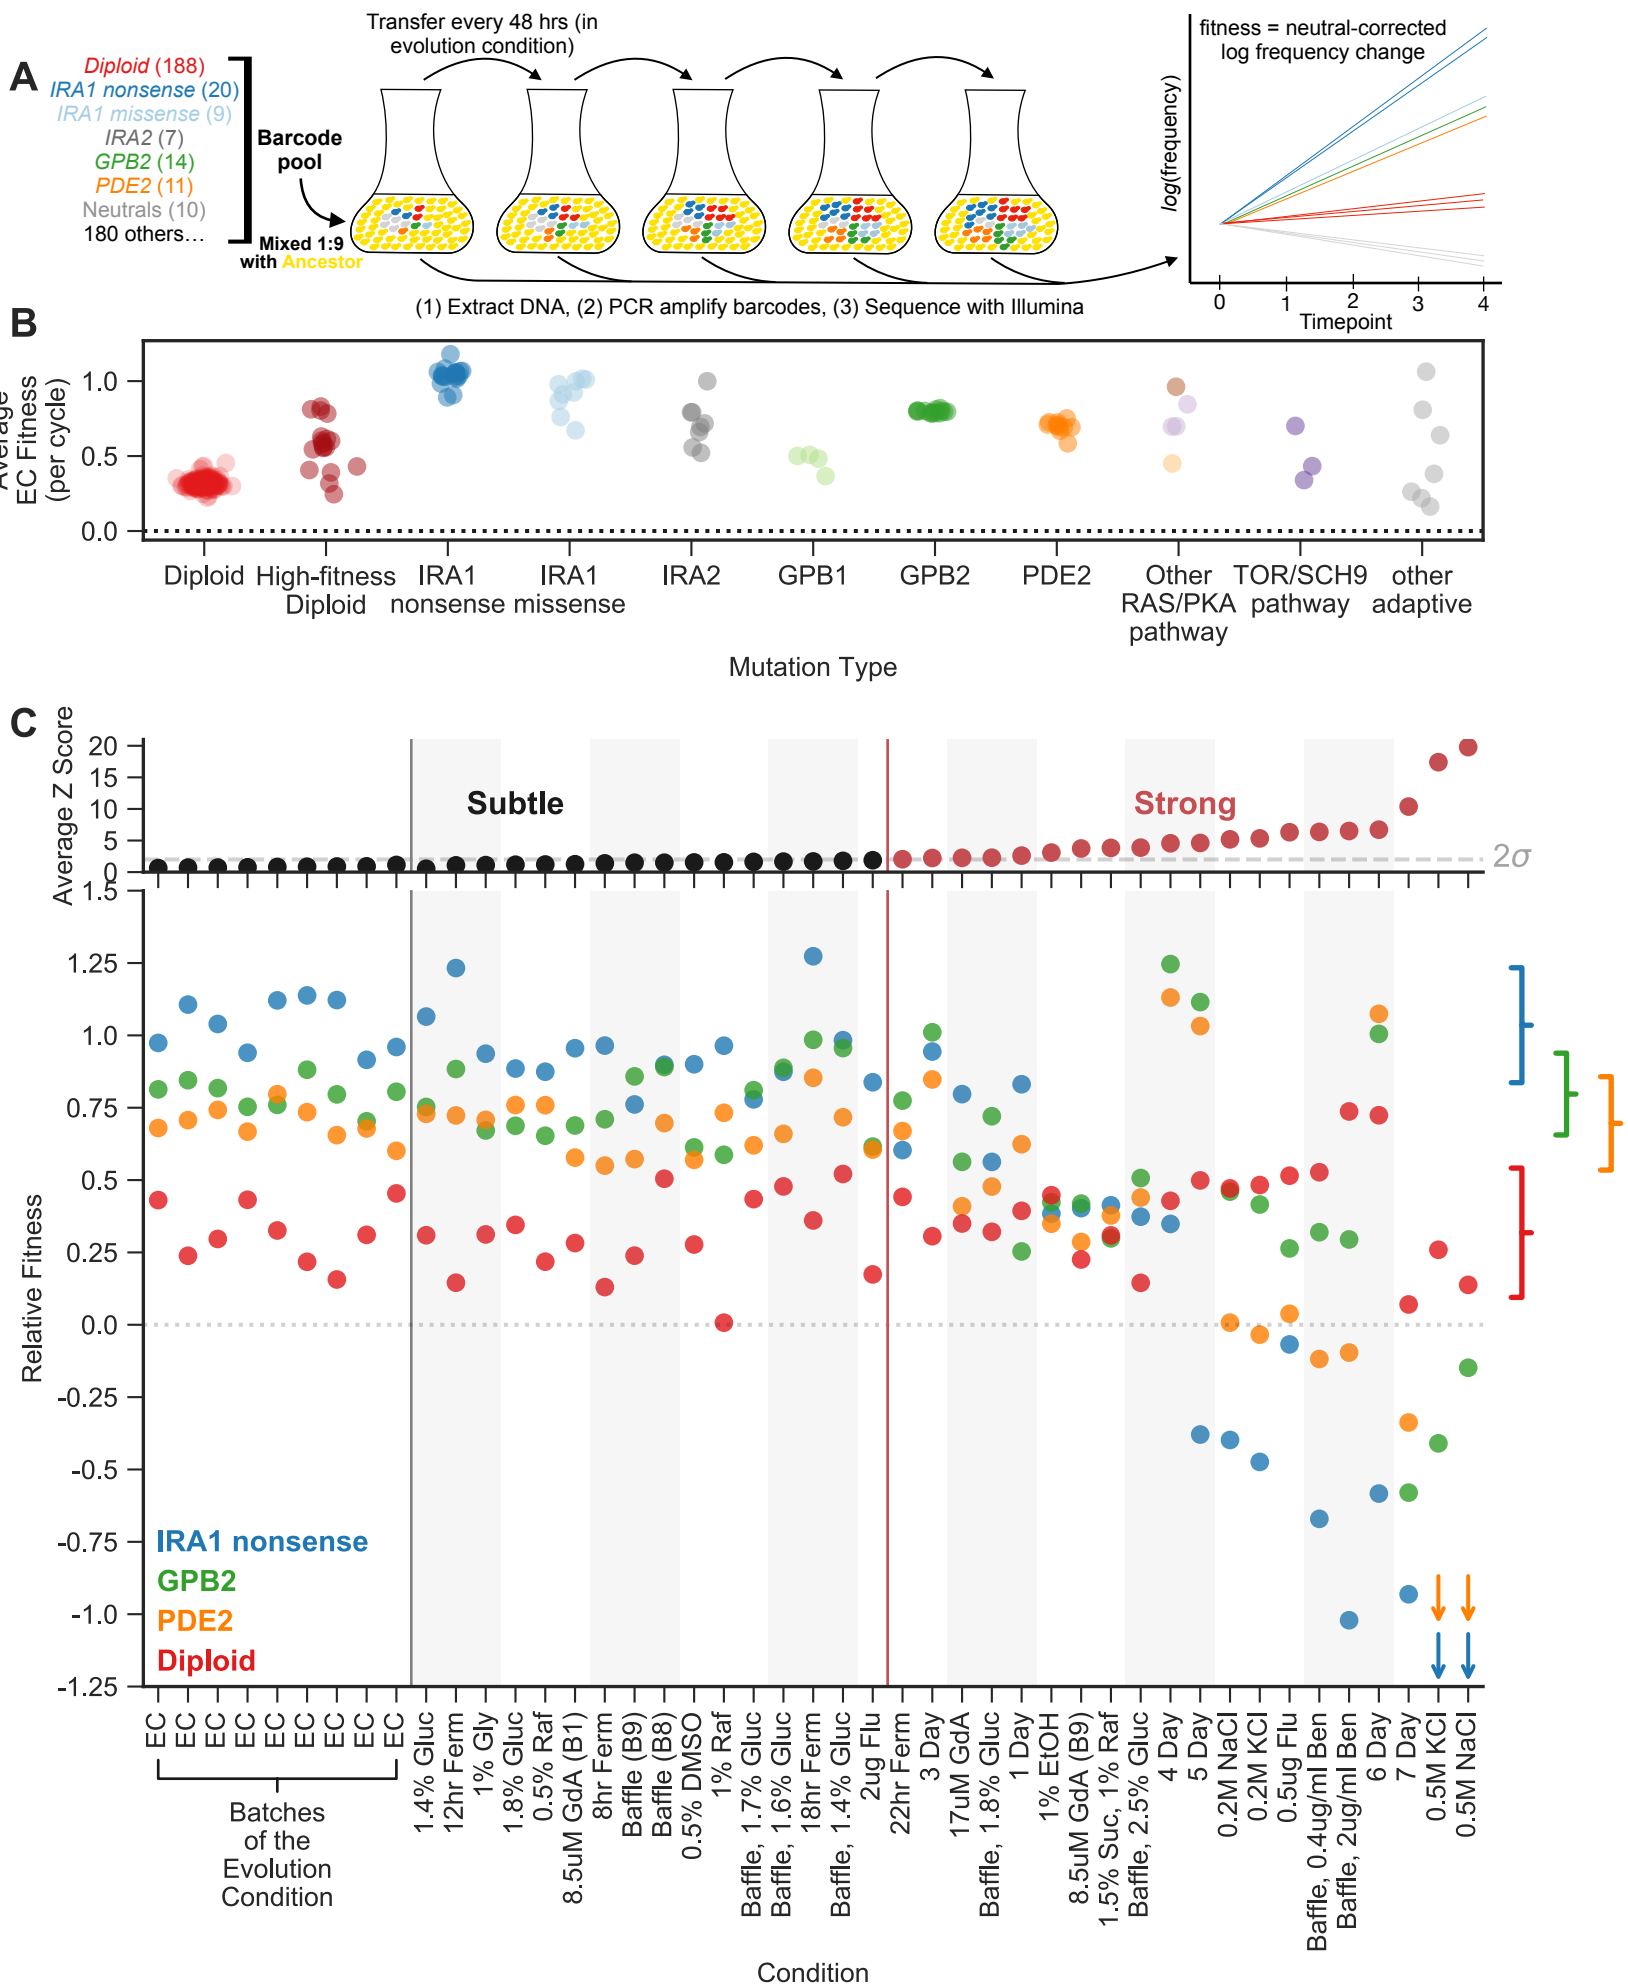 A
Diploid (188)
IRA1 nonsense (20)
IRA1 missense (9)
IRA2 (7)
GPB2 (14)
PDE2 (11)
Neutrals (10)
180 others…
Barcode
pool
Mixed 1:9
with Ancestor
Transfer every 48 hrs (in
evolution condition)
(1) Extract DNA, (2) PCR amplify barcodes, (3) Sequence with Illumina
fitness = neutral-corrected
log frequency change
log(frequency)
0 1 2 3 4
Timepoint
B
Average
EC Fitness
(per cycle)
1.0
0.5
0.0
Diploid
High-fitness
Diploid
IRA1
nonsense
IRA1
missense
IRA2
GPB1
GPB2
PDE2
Other
RAS/PKA
pathway
TOR/SCH9
pathway
other
adaptive
Mutation Type
C
Average Z Score
20
15
10
5
0
Subtle
Strong
2σ
Relative Fitness
1.5
1.25
1.0
0.75
0.5
0.25
0.0
-0.25
-0.5
-0.75
-1.0
-1.25
IRA1 nonsense
GPB2
PDE2
Diploid
EC
EC
EC
EC
EC
EC
EC
EC
EC
1.4% Gluc
12hr Ferm
1% Gly
1.8% Gluc
0.5% Raf
8.5uM GdA (B1)
8hr Ferm
Baffle (B9)
Baffle (B8)
0.5% DMSO
1% Raf
Baffle, 1.7% Gluc
Baffle, 1.6% Gluc
18hr Ferm
Baffle, 1.4% Gluc
2ug Flu
22hr Ferm
3 Day
17uM GdA
Baffle, 1.8% Gluc
1 Day
1% EtOH
8.5uM GdA (B9)
1.5% Suc, 1% Raf
Baffle, 2.5% Gluc
4 Day
5 Day
0.2M NaCl
0.2M KCl
0.5ug Flu
Baffle, 0.4ug/ml Ben
Baffle, 2ug/ml Ben
6 Day
7 Day
0.5M KCl
0.5M NaCl
Batches
of the
Evolution
Condition
Condition